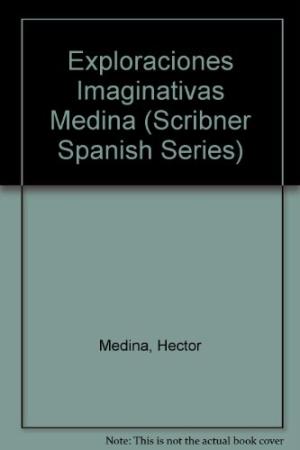 Exploraciones
Imaginativas
Medina (Scribner
Spanish Series)
Medina, Hector
Note: This is not the actual book cover